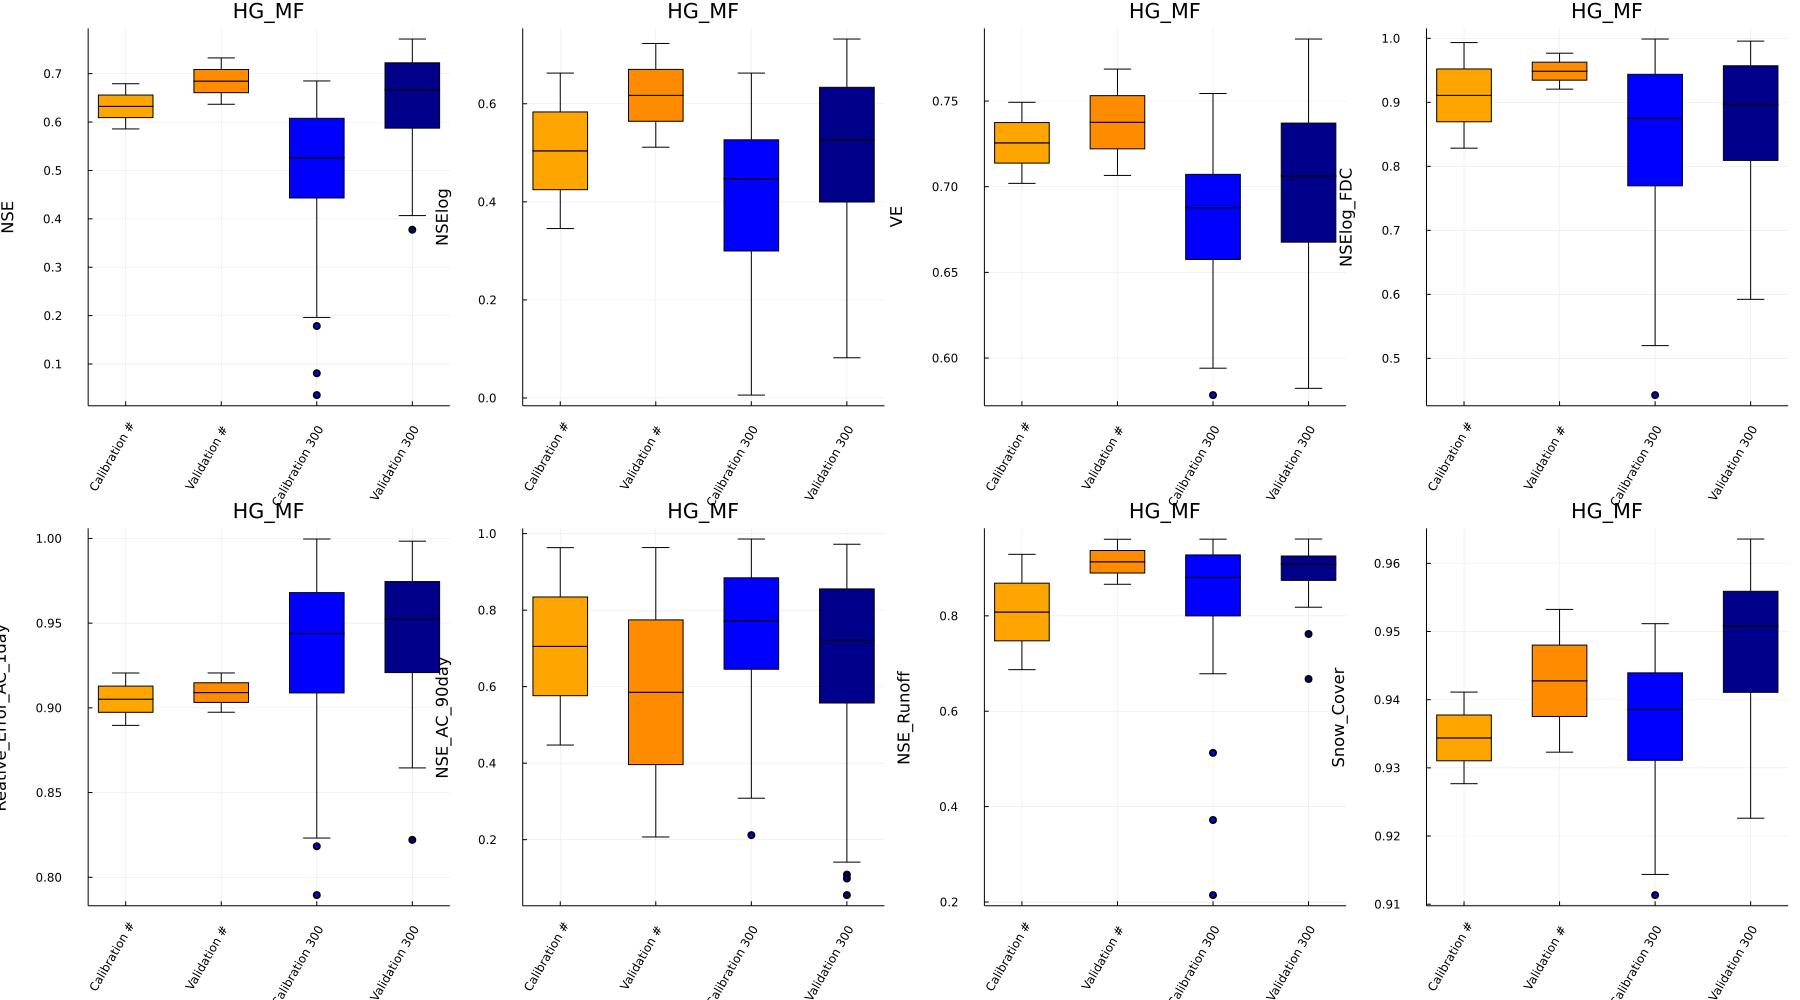 HG_MF HG_MF HG_MF HG_MF
NSE
0.7
0.6
0.5
0.4
0.3
0.2
0.1
Calibration # Validation # Calibration 300 Validation 300
NSElog
0.6
0.4
0.2
0.0
Calibration # Validation # Calibration 300 Validation 300
VE
0.75
0.70
0.65
0.60
Calibration # Validation # Calibration 300 Validation 300
NSElog_FDC
1.0
0.9
0.8
0.7
0.6
0.5
Calibration # Validation # Calibration 300 Validation 300
HG_MF HG_MF HG_MF HG_MF
Reative_Error_AC_1day
1.00
0.95
0.90
0.85
0.80
Calibration # Validation # Calibration 300 Validation 300
NSE_AC_90day
1.0
0.8
0.6
0.4
0.2
Calibration # Validation # Calibration 300 Validation 300
NSE_Runoff
0.8
0.6
0.4
0.2
Calibration # Validation # Calibration 300 Validation 300
Snow_Cover
0.96
0.95
0.94
0.93
0.92
0.91
Calibration # Validation # Calibration 300 Validation 300